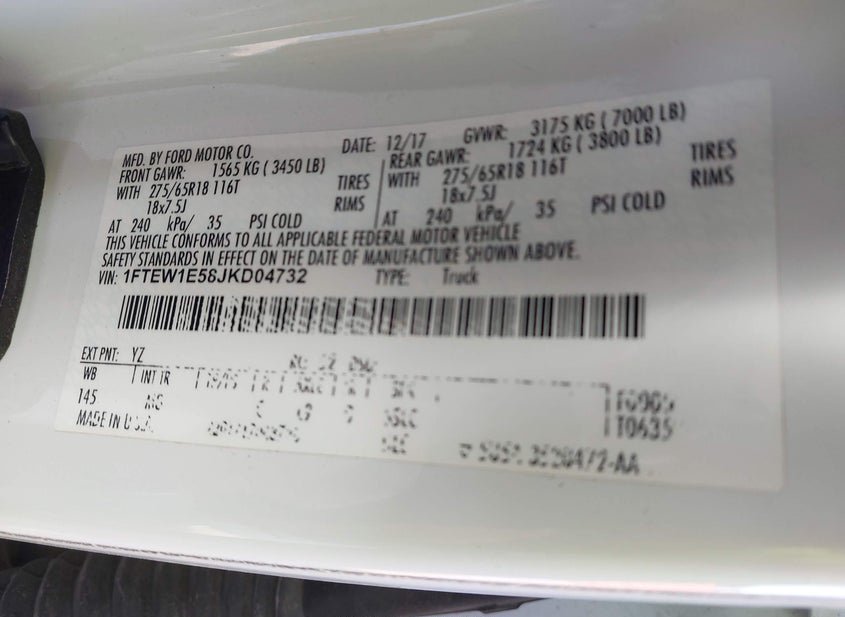 MFD. BY FORD MOTOR CO.
DATE: 12/17 GVWR: 3175 KG ( 7000 LB)
FRONT GAWR: 1565 KG ( 3450 LB)
WITH 275/65R18 116T TIRES
18x7.5J RIMS
AT 240 kPa/ 35 PSI COLD
REAR GAWR: 1724 KG ( 3800 LB)
WITH 275/65R18 116T TIRES
18x7.5J RIMS
AT 240 kPa/ 35 PSI COLD
THIS VEHICLE CONFORMS TO ALL APPLICABLE FEDERAL MOTOR VEHICLE
SAFETY STANDARDS IN EFFECT ON THE DATE OF MANUFACTURE SHOWN ABOVE.
VIN: 1FTEW1E58JKD04732 TYPE: Truck
EXT PNT: YZ
WB INT TR
145
MADE IN U.S.A.
T0635